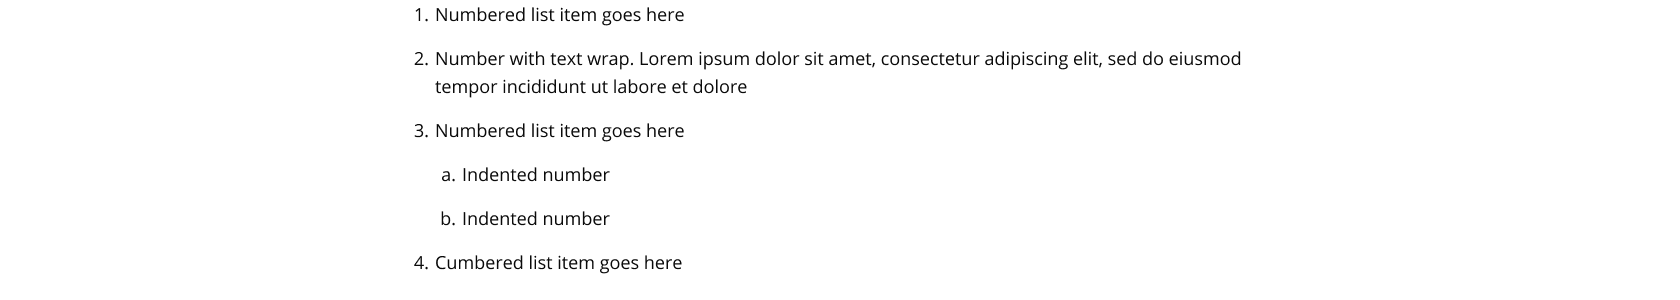 1. Numbered list item goes here
2. Number with text wrap. Lorem ipsum dolor sit amet, consectetur adipiscing elit, sed do eiusmod
tempor incididunt ut labore et dolore
3. Numbered list item goes here
a. Indented number
b. Indented number
4. Cumbered list item goes here